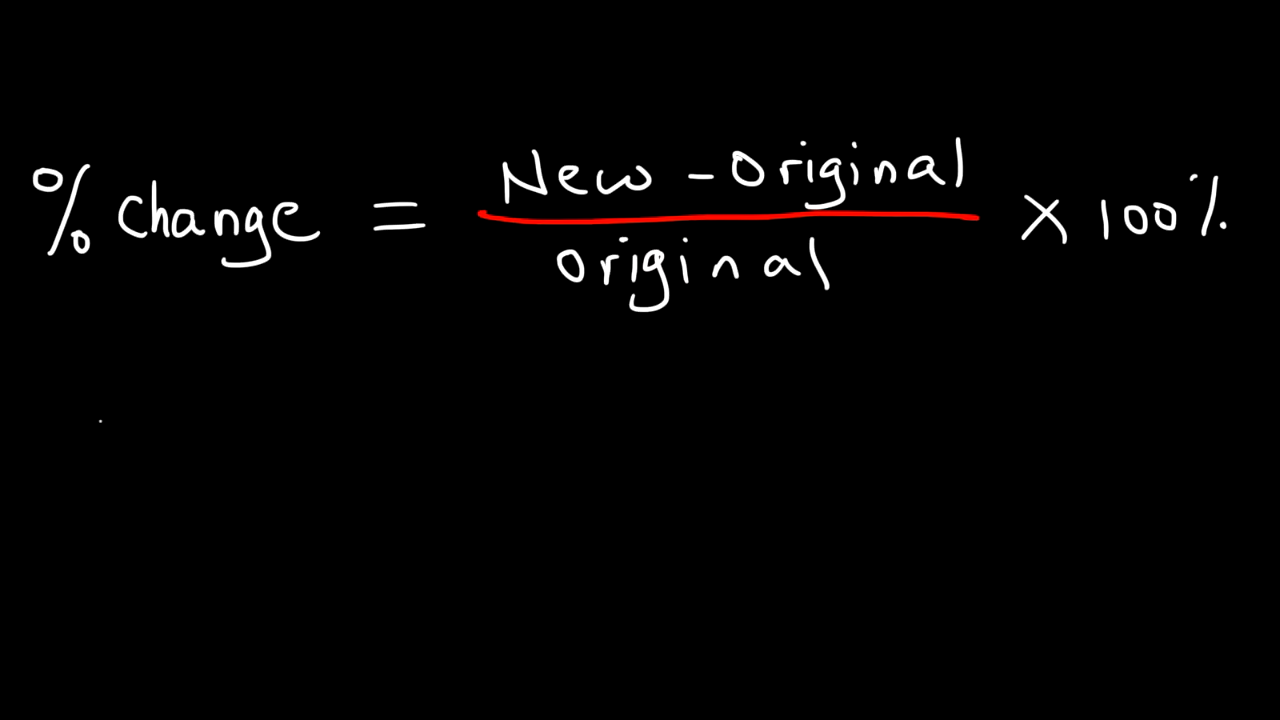 % change = New - Original / Original × 100%